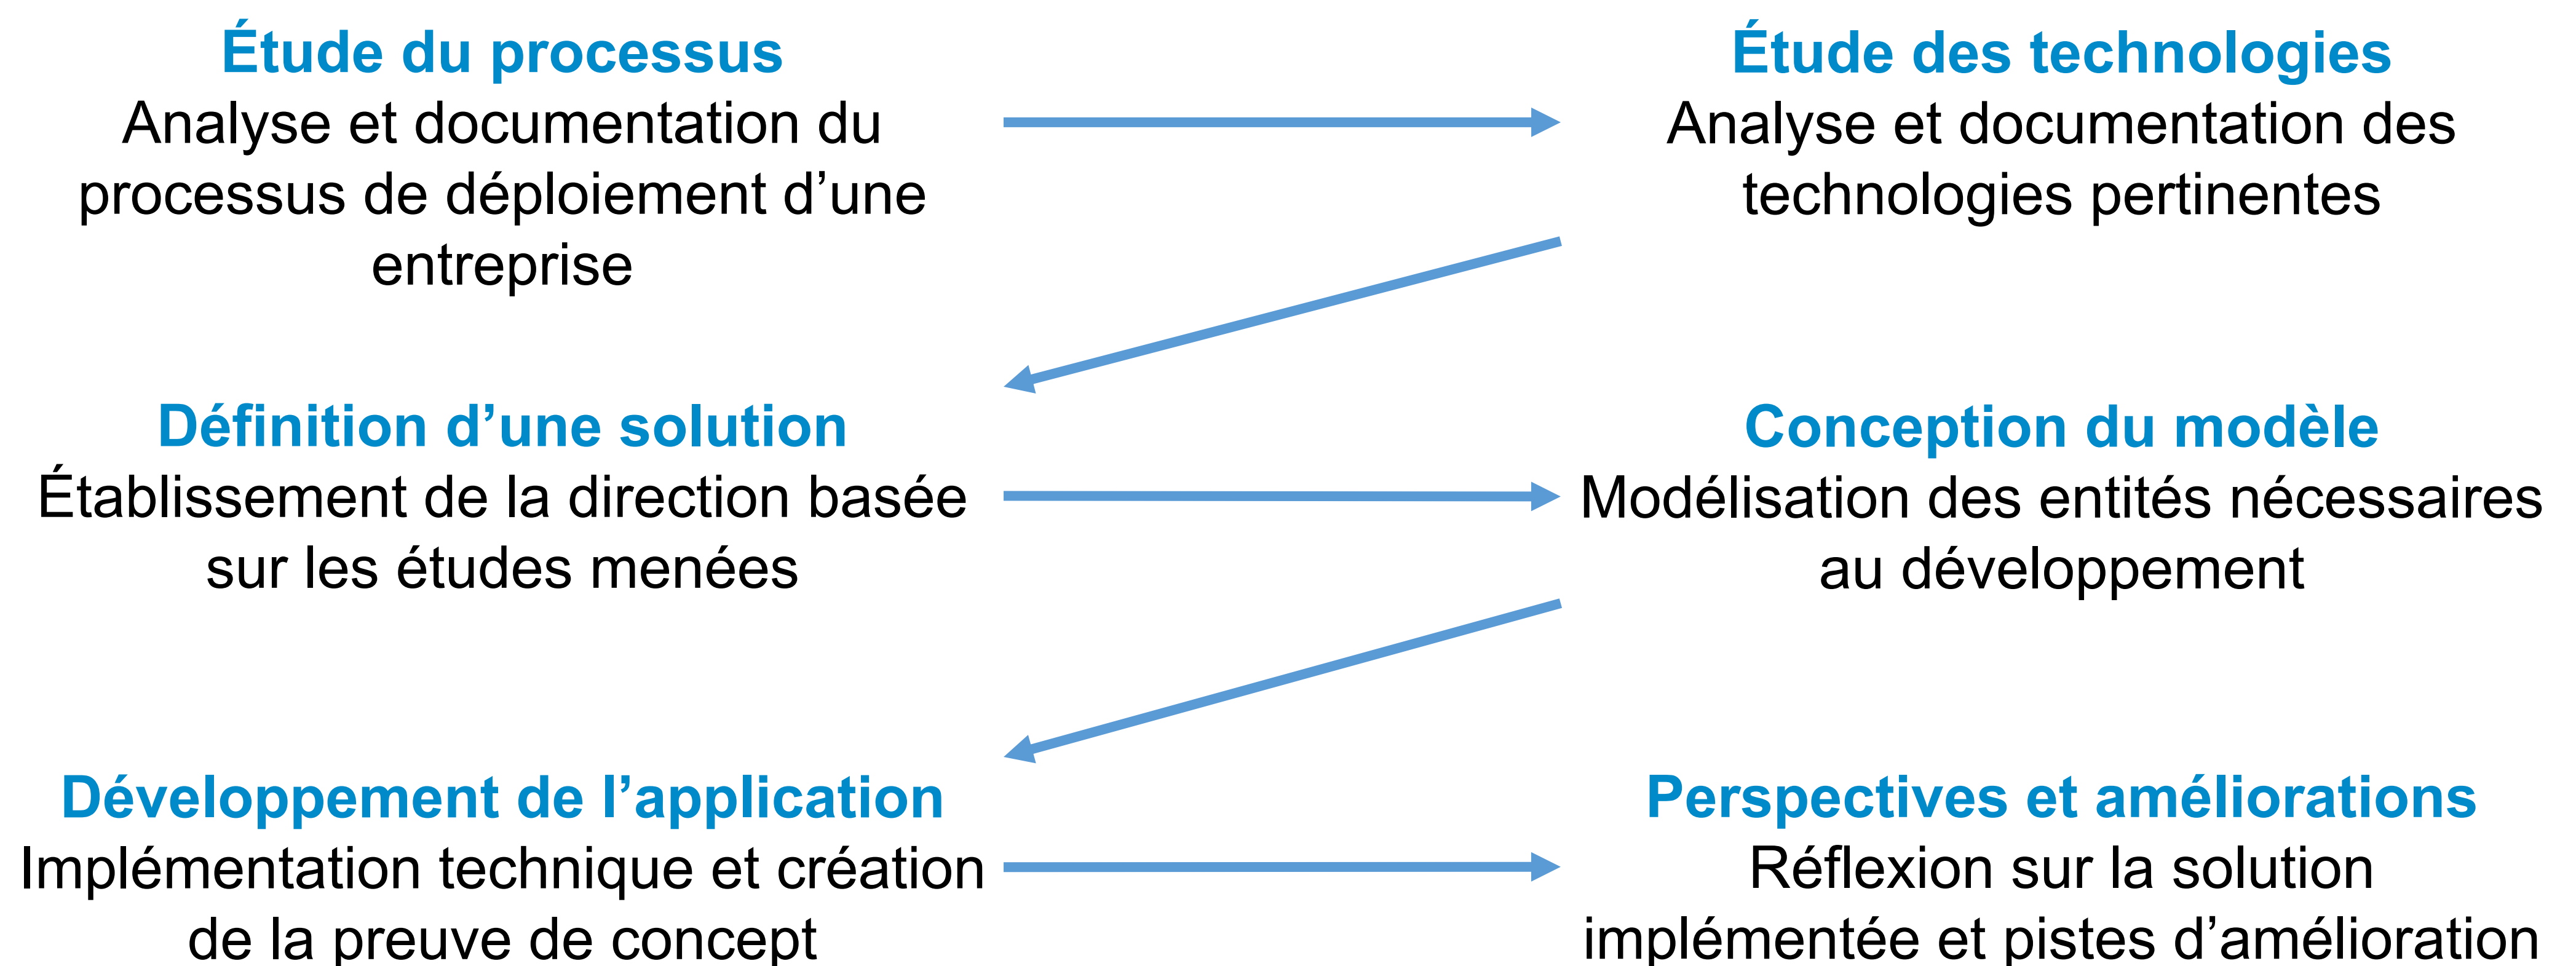 Étude du processus
Analyse et documentation du
processus de déploiement d’une
entreprise
Étude des technologies
Analyse et documentation des
technologies pertinentes
Définition d’une solution
Établissement de la direction basée
sur les études menées
Conception du modèle
Modélisation des entités nécessaires
au développement
Développement de l’application
Implémentation technique et création
de la preuve de concept
Perspectives et améliorations
Réflexion sur la solution
implémentée et pistes d’amélioration